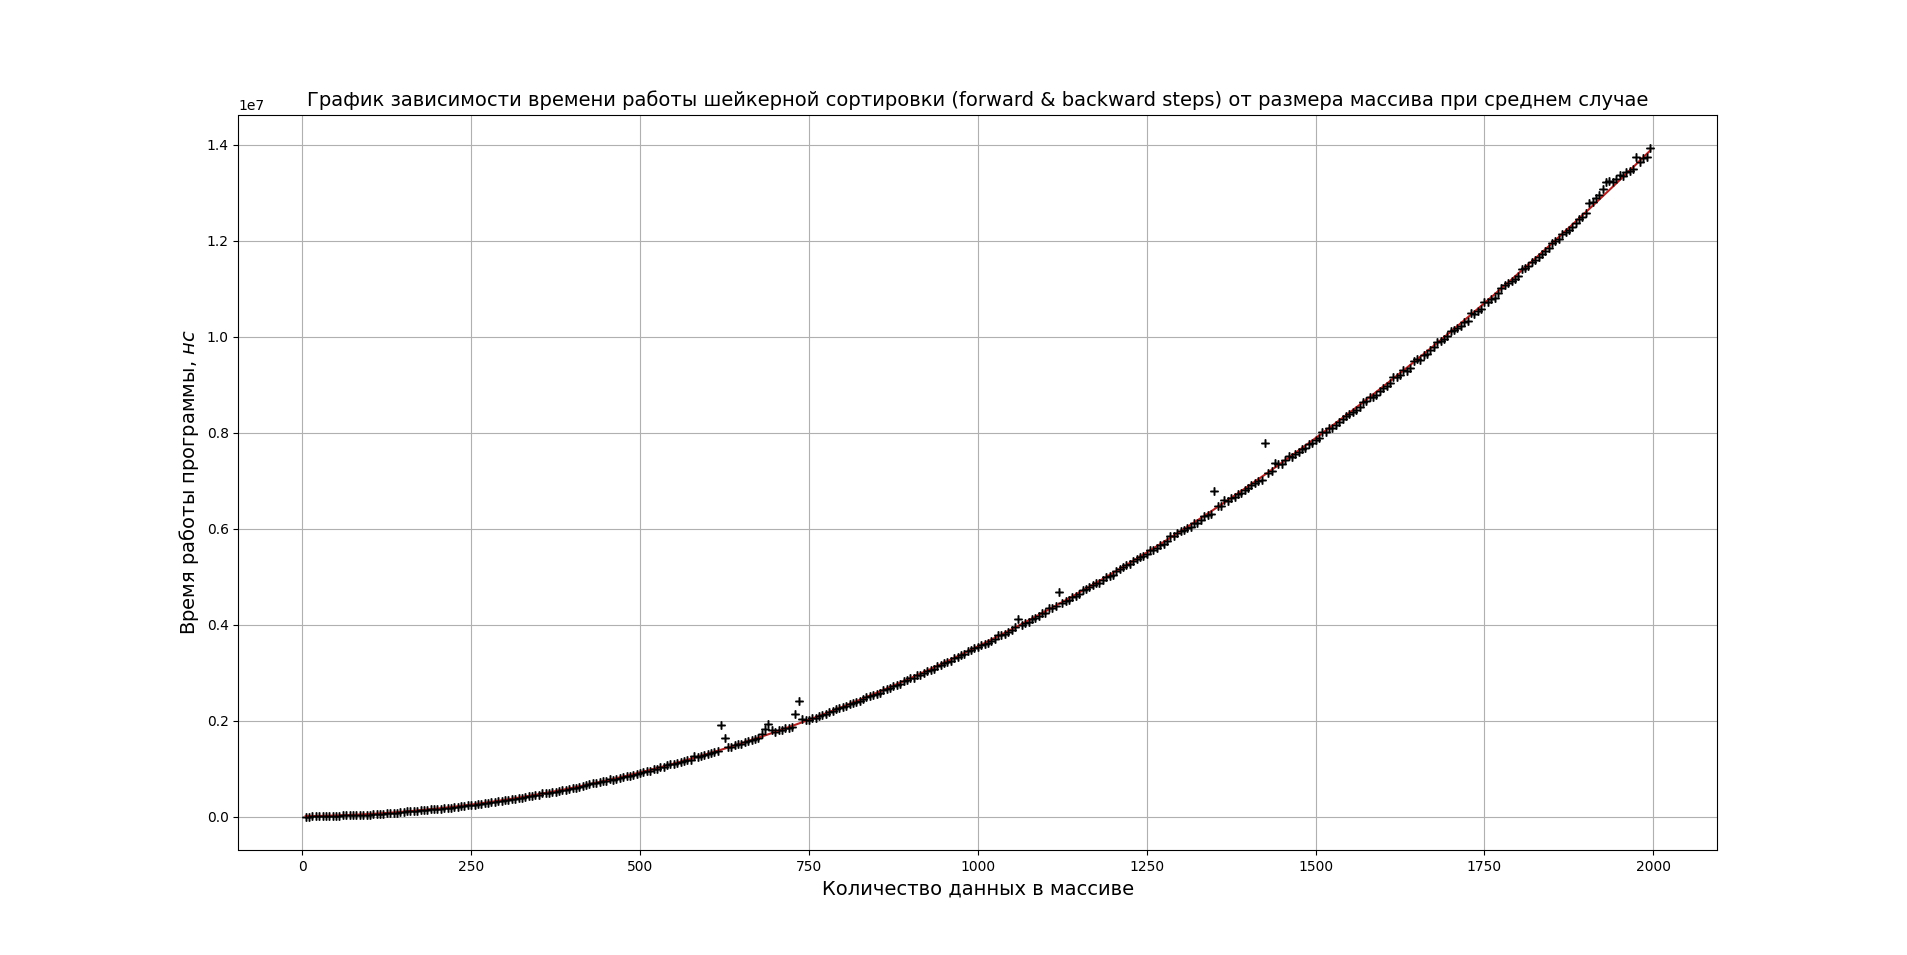 График зависимости времени работы шейкерной сортировки (forward & backward steps) от размера массива при среднем случае
1e7
1.4
1.2
1.0
0.8
0.6
0.4
0.2
0.0
Время работы программы, нс
0 250 500 750 1000 1250 1500 1750 2000
Количество данных в массиве